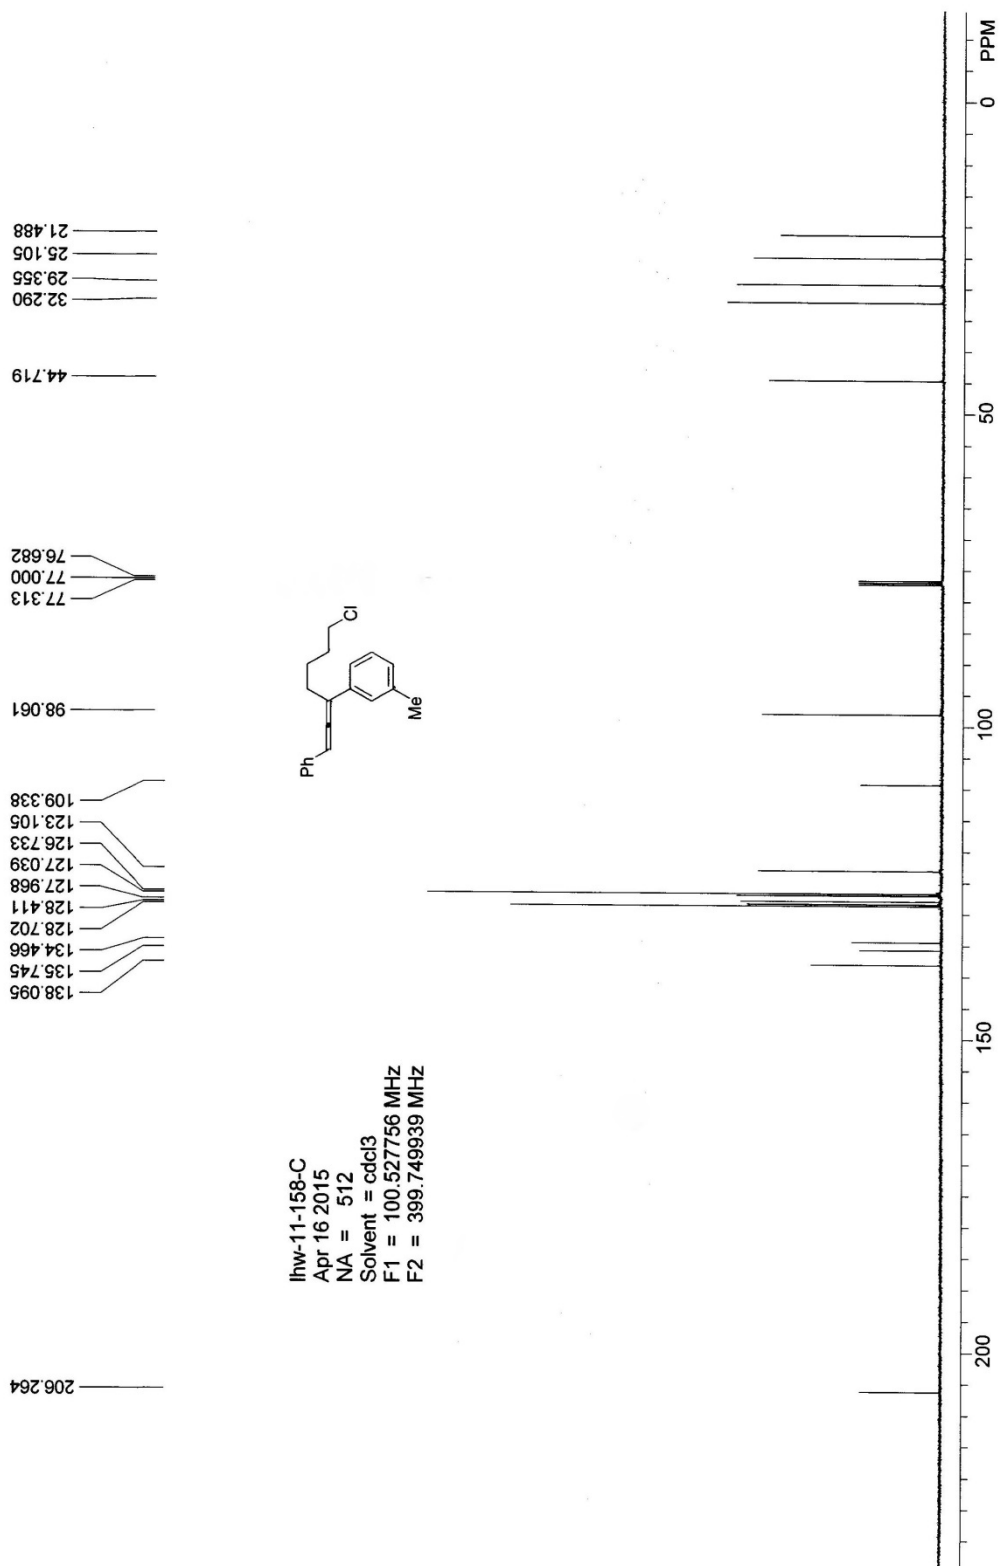 lhw-11-158-C
Apr 16 2015
NA = 512
Solvent = cdcl3
F1 = 100.527756 MHz
F2 = 399.749939 MHz
206.264
138.095
135.745
134.466
128.702
128.411
127.968
127.039
126.733
123.105
109.338
98.061
77.313
77.000
76.682
44.719
32.290
29.355
25.105
21.488
Ph
Cl
Me
200
150
100
50
0
PPM